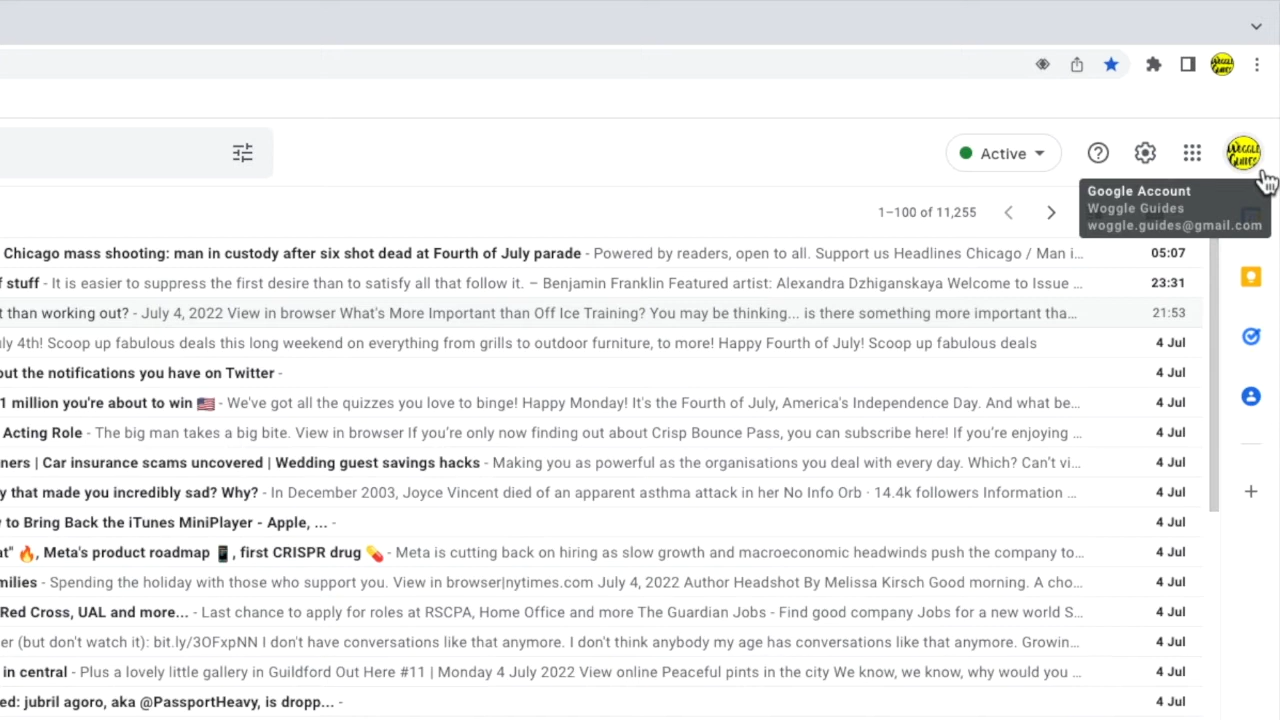 WOGGLE
GUIDES
Active
WOGGLE
GUIDES
Google Account
Woggle Guides
woggle.guides@gmail.com
1–100 of 11,255
Chicago mass shooting: man in custody after six shot dead at Fourth of July parade - Powered by readers, open to all. Support us Headlines Chicago / Man i… 05:07
f stuff - It is easier to suppress the first desire than to satisfy all that follow it. – Benjamin Franklin Featured artist: Alexandra Dzhiganskaya Welcome to Issue … 23:31
t than working out? - July 4, 2022 View in browser What's More Important than Off Ice Training? You may be thinking... is there something more important tha… 21:53
ly 4th! Scoop up fabulous deals this long weekend on everything from grills to outdoor furniture, to more! Happy Fourth of July! Scoop up fabulous deals 4 Jul
out the notifications you have on Twitter - 4 Jul
1 million you're about to win 🇺🇸 - We've got all the quizzes you love to binge! Happy Monday! It's the Fourth of July, America's Independence Day. And what be… 4 Jul
Acting Role - The big man takes a big bite. View in browser If you're only now finding out about Crisp Bounce Pass, you can subscribe here! If you're enjoying … 4 Jul
ners | Car insurance scams uncovered | Wedding guest savings hacks - Making you as powerful as the organisations you deal with every day. Which? Can't vi… 4 Jul
y that made you incredibly sad? Why? - In December 2003, Joyce Vincent died of an apparent asthma attack in her No Info Orb · 14.4k followers Information … 4 Jul
v to Bring Back the iTunes MiniPlayer - Apple, ... - 4 Jul
at" 🔥, Meta's product roadmap 📱, first CRISPR drug 💊 - Meta is cutting back on hiring as slow growth and macroeconomic headwinds push the company to… 4 Jul
milies - Spending the holiday with those who support you. View in browser|nytimes.com July 4, 2022 Author Headshot By Melissa Kirsch Good morning. A cho… 4 Jul
Red Cross, UAL and more... - Last chance to apply for roles at RSCPA, Home Office and more The Guardian Jobs - Find good company Jobs for a new world S… 4 Jul
er (but don't watch it): bit.ly/3OFxpNN I don't have conversations like that anymore. I don't think anybody my age has conversations like that anymore. Growin… 4 Jul
in central - Plus a lovely little gallery in Guildford Out Here #11 | Monday 4 July 2022 View online Peaceful pints in the city We know, we know, why would you … 4 Jul
ed: jubril agoro, aka @PassportHeavy, is dropp... - 4 Jul